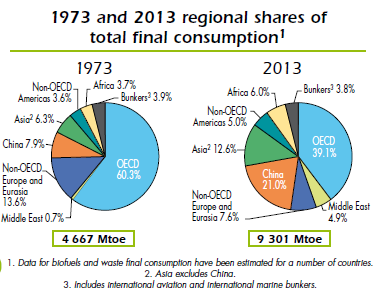 1973 and 2013 regional shares of
total final consumption¹
1973
Non-OECD
Americas 3.6%
Africa 3.7%
Bunkers³ 3.9%
Asia² 6.3%
China 7.9%
Non-OECD
Europe and
Eurasia
13.6%
Middle East 0.7%
OECD
60.3%
4 667 Mtoe
2013
Africa 6.0%
Bunkers³ 3.8%
Non-OECD
Americas 5.0%
Asia² 12.6%
OECD
39.1%
China
21.0%
Non-OECD
Europe and
Eurasia 7.6%
Middle East
4.9%
9 301 Mtoe
1. Data for biofuels and waste final consumption have been estimated for a number of countries.
2. Asia excludes China.
3. Includes international aviation and international marine bunkers.